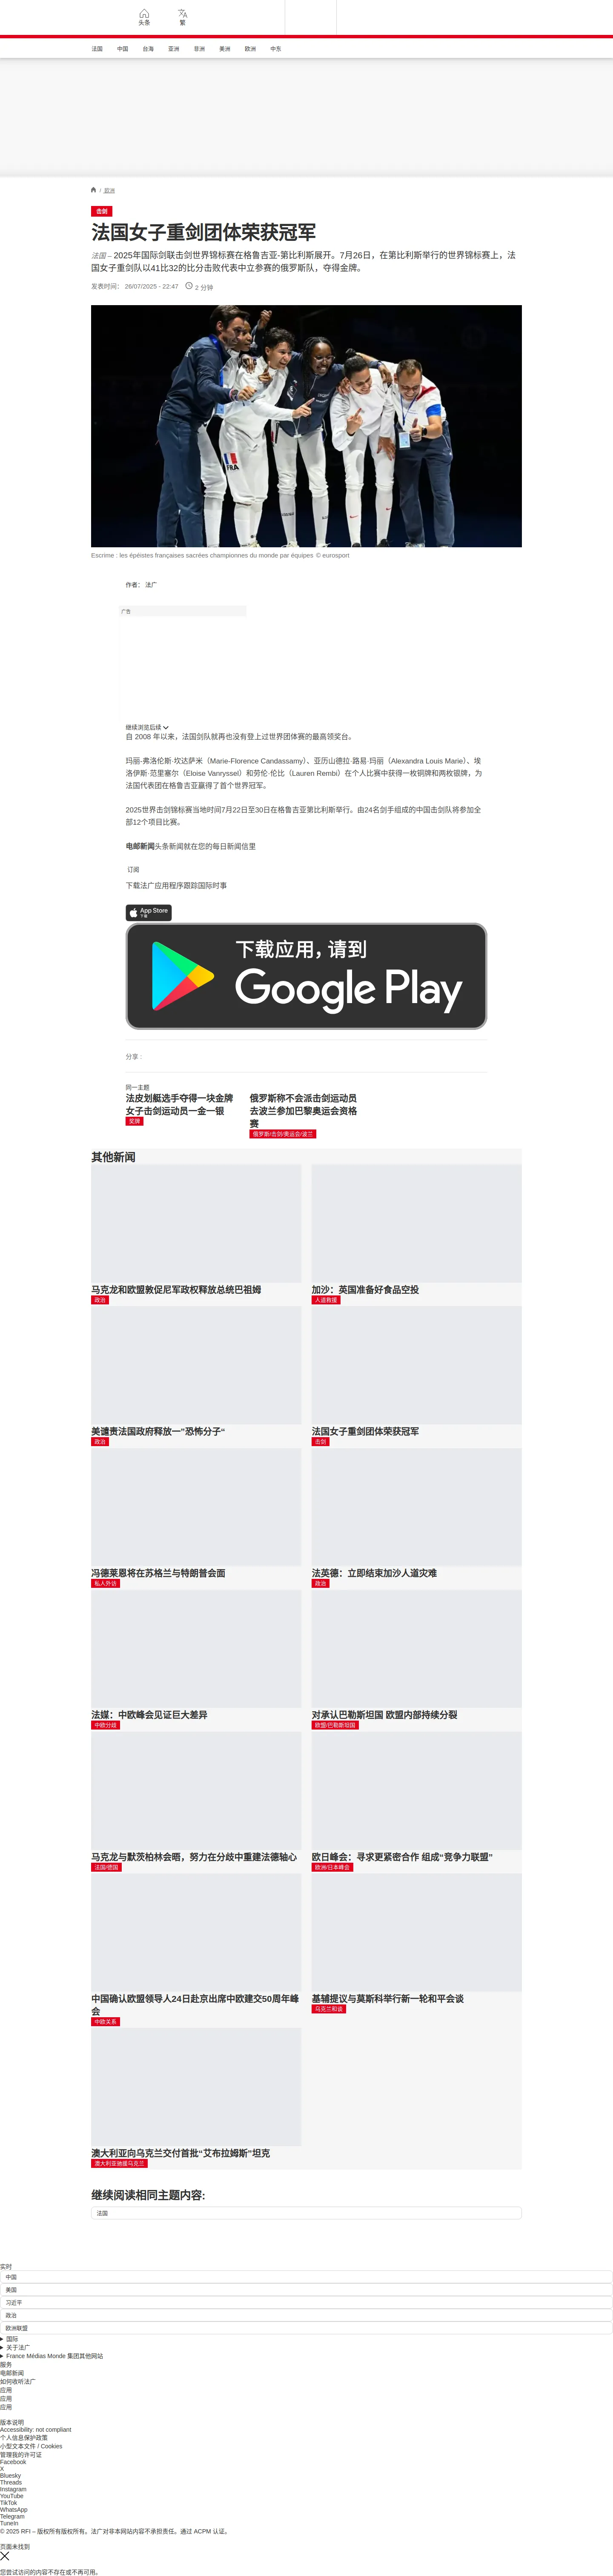 头条
繁
法国 中国 台海 亚洲 非洲 美洲 欧洲 中东
/ 欧洲
击剑
法国女子重剑团体荣获冠军
法国 – 2025年国际剑联击剑世界锦标赛在格鲁吉亚-第比利斯展开。7月26日，在第比利斯举行的世界锦标赛上，法
国女子重剑队以41比32的比分击败代表中立参赛的俄罗斯队，夺得金牌。
发表时间： 26/07/2025 - 22:47 2 分钟
FRA
Escrime : les épéistes françaises sacrées championnes du monde par équipes © eurosport
作者： 法广
广告
继续浏览后续
自 2008 年以来，法国剑队就再也没有登上过世界团体赛的最高领奖台。
玛丽-弗洛伦斯·坎达萨米（Marie-Florence Candassamy）、亚历山德拉·路易·玛丽（Alexandra Louis Marie）、埃
洛伊斯·范里塞尔（Eloise Vanryssel）和劳伦·伦比（Lauren Rembi）在个人比赛中获得一枚铜牌和两枚银牌，为
法国代表团在格鲁吉亚赢得了首个世界冠军。
2025世界击剑锦标赛当地时间7月22日至30日在格鲁吉亚第比利斯举行。由24名剑手组成的中国击剑队将参加全
部12个项目比赛。
电邮新闻头条新闻就在您的每日新闻信里
订阅
下载法广应用程序跟踪国际时事
App Store
下载
下载应用，请到
Google Play
分享 :
同一主题
法皮划艇选手夺得一块金牌
女子击剑运动员一金一银
奖牌
俄罗斯称不会派击剑运动员
去波兰参加巴黎奥运会资格
赛
俄罗斯/击剑/奥运会/波兰
其他新闻
马克龙和欧盟敦促尼军政权释放总统巴祖姆
政治
加沙：英国准备好食品空投
人道救援
美谴责法国政府释放一"恐怖分子“
政治
法国女子重剑团体荣获冠军
击剑
冯德莱恩将在苏格兰与特朗普会面
私人外访
法英德：立即结束加沙人道灾难
政治
法媒：中欧峰会见证巨大差异
中欧分歧
对承认巴勒斯坦国 欧盟内部持续分裂
欧盟/巴勒斯坦国
马克龙与默茨柏林会晤，努力在分歧中重建法德轴心
法国/德国
欧日峰会：寻求更紧密合作 组成“竞争力联盟”
欧洲/日本峰会
中国确认欧盟领导人24日赴京出席中欧建交50周年峰
会
中欧关系
基辅提议与莫斯科举行新一轮和平会谈
乌克兰和谈
澳大利亚向乌克兰交付首批“艾布拉姆斯”坦克
澳大利亚驰援乌克兰
继续阅读相同主题内容:
法国
实时
中国
美国
习近平
政治
欧洲联盟
国际
关于法广
France Médias Monde 集团其他网站
服务
电邮新闻
如何收听法广
应用
应用
应用
版本说明
Accessibility: not compliant
个人信息保护政策
小型文本文件 / Cookies
管理我的许可证
Facebook
X
Bluesky
Threads
Instagram
YouTube
TikTok
WhatsApp
Telegram
TuneIn
© 2025 RFI – 版权所有版权所有。法广对非本网站内容不承担责任。通过 ACPM 认证。
页面未找到
您尝试访问的内容不存在或不再可用。